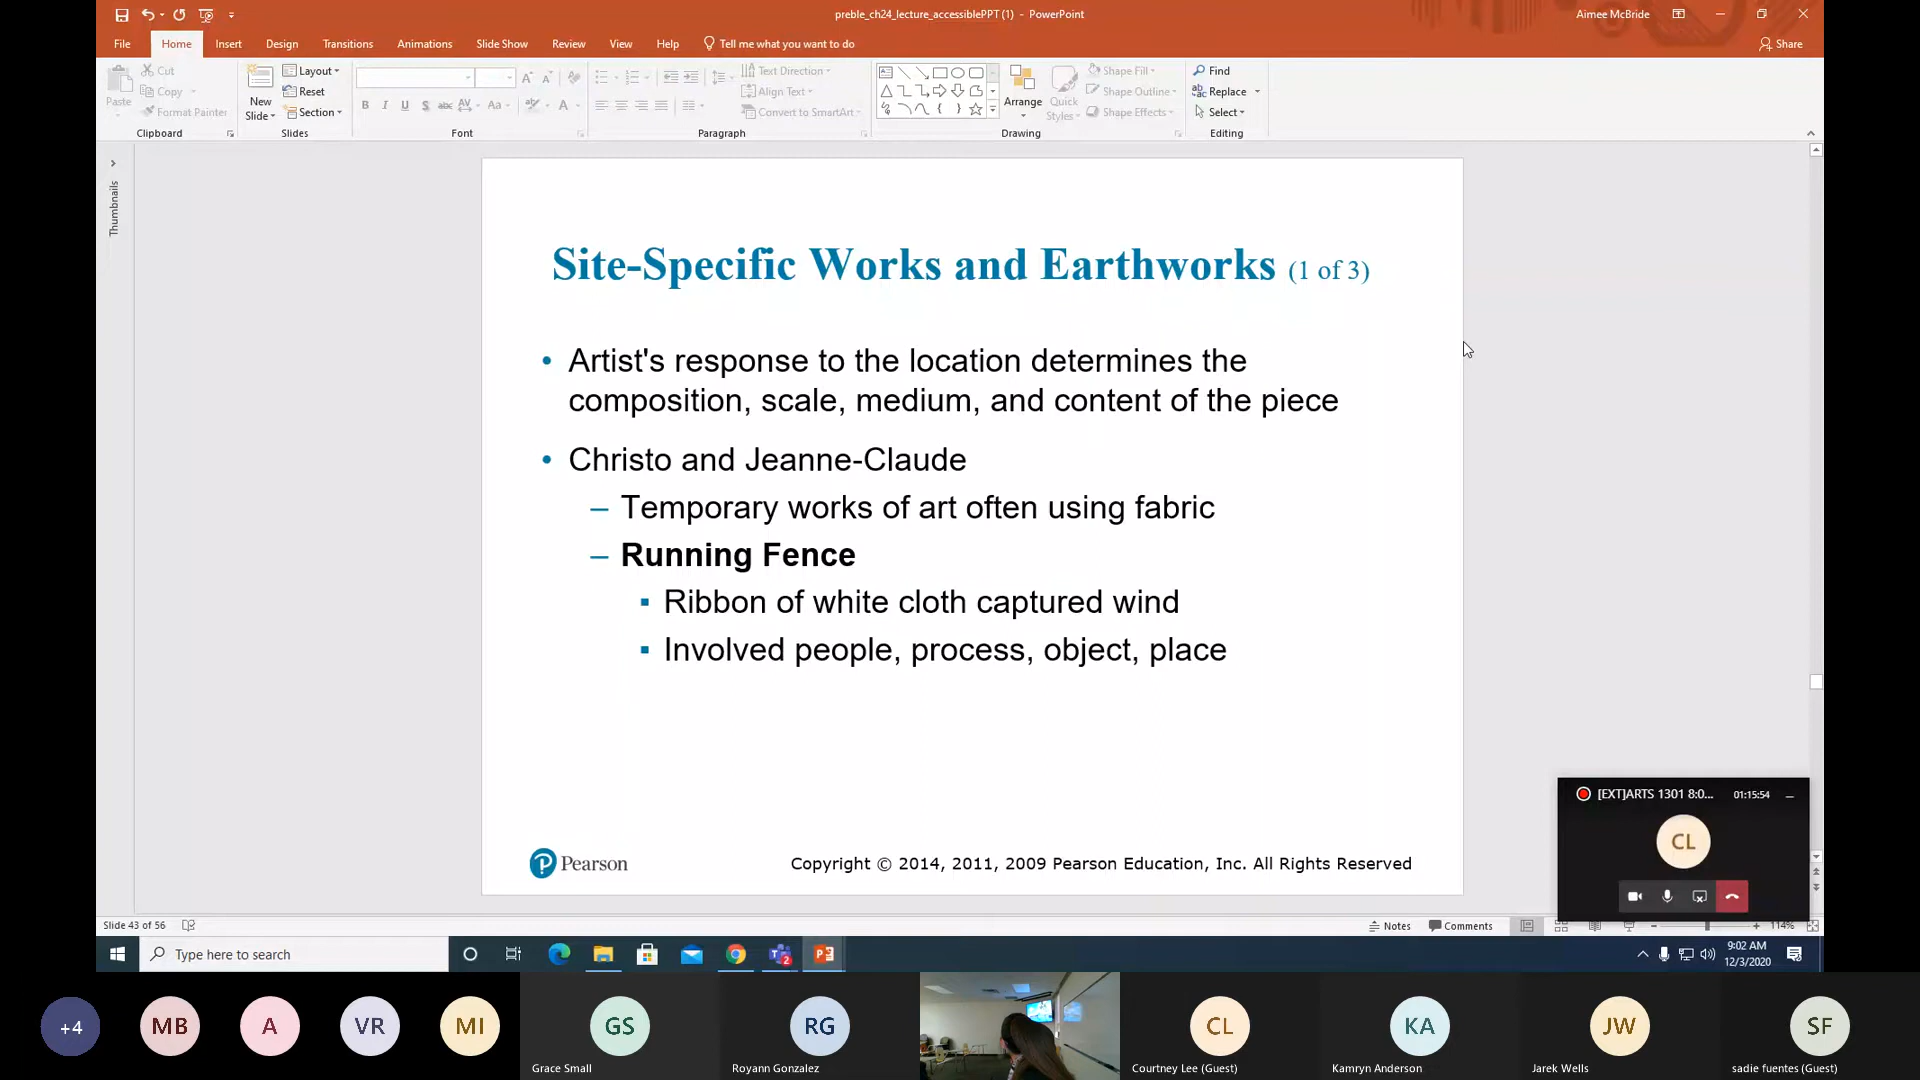 preble_ch24_lecture_accessiblePPT (1) - PowerPoint
Aimee McBride
File Home Insert Design Transitions Animations Slide Show Review View Help Tell me what you want to do Share
Paste
Cut
Copy
Format Painter
Clipboard
New Slide
Layout
Reset
Section
Slides
Font
Text Direction
Align Text
Convert to SmartArt
Paragraph
Arrange
Quick Styles
Shape Fill
Shape Outline
Shape Effects
Drawing
Find
Replace
Select
Editing
Thumbnails
Site-Specific Works and Earthworks (1 of 3)
• Artist's response to the location determines the
composition, scale, medium, and content of the piece
• Christo and Jeanne-Claude
– Temporary works of art often using fabric
– Running Fence
▪ Ribbon of white cloth captured wind
▪ Involved people, process, object, place
Pearson
Copyright © 2014, 2011, 2009 Pearson Education, Inc. All Rights Reserved
[EXT]ARTS 1301 8:0... 01:15:54
CL
Slide 43 of 56
Notes Comments 114%
Type here to search
9:02 AM
12/3/2020
+4 MB A VR MI GS RG CL KA JW SF
Grace Small Royann Gonzalez Courtney Lee (Guest) Kamryn Anderson Jarek Wells sadie fuentes (Guest)